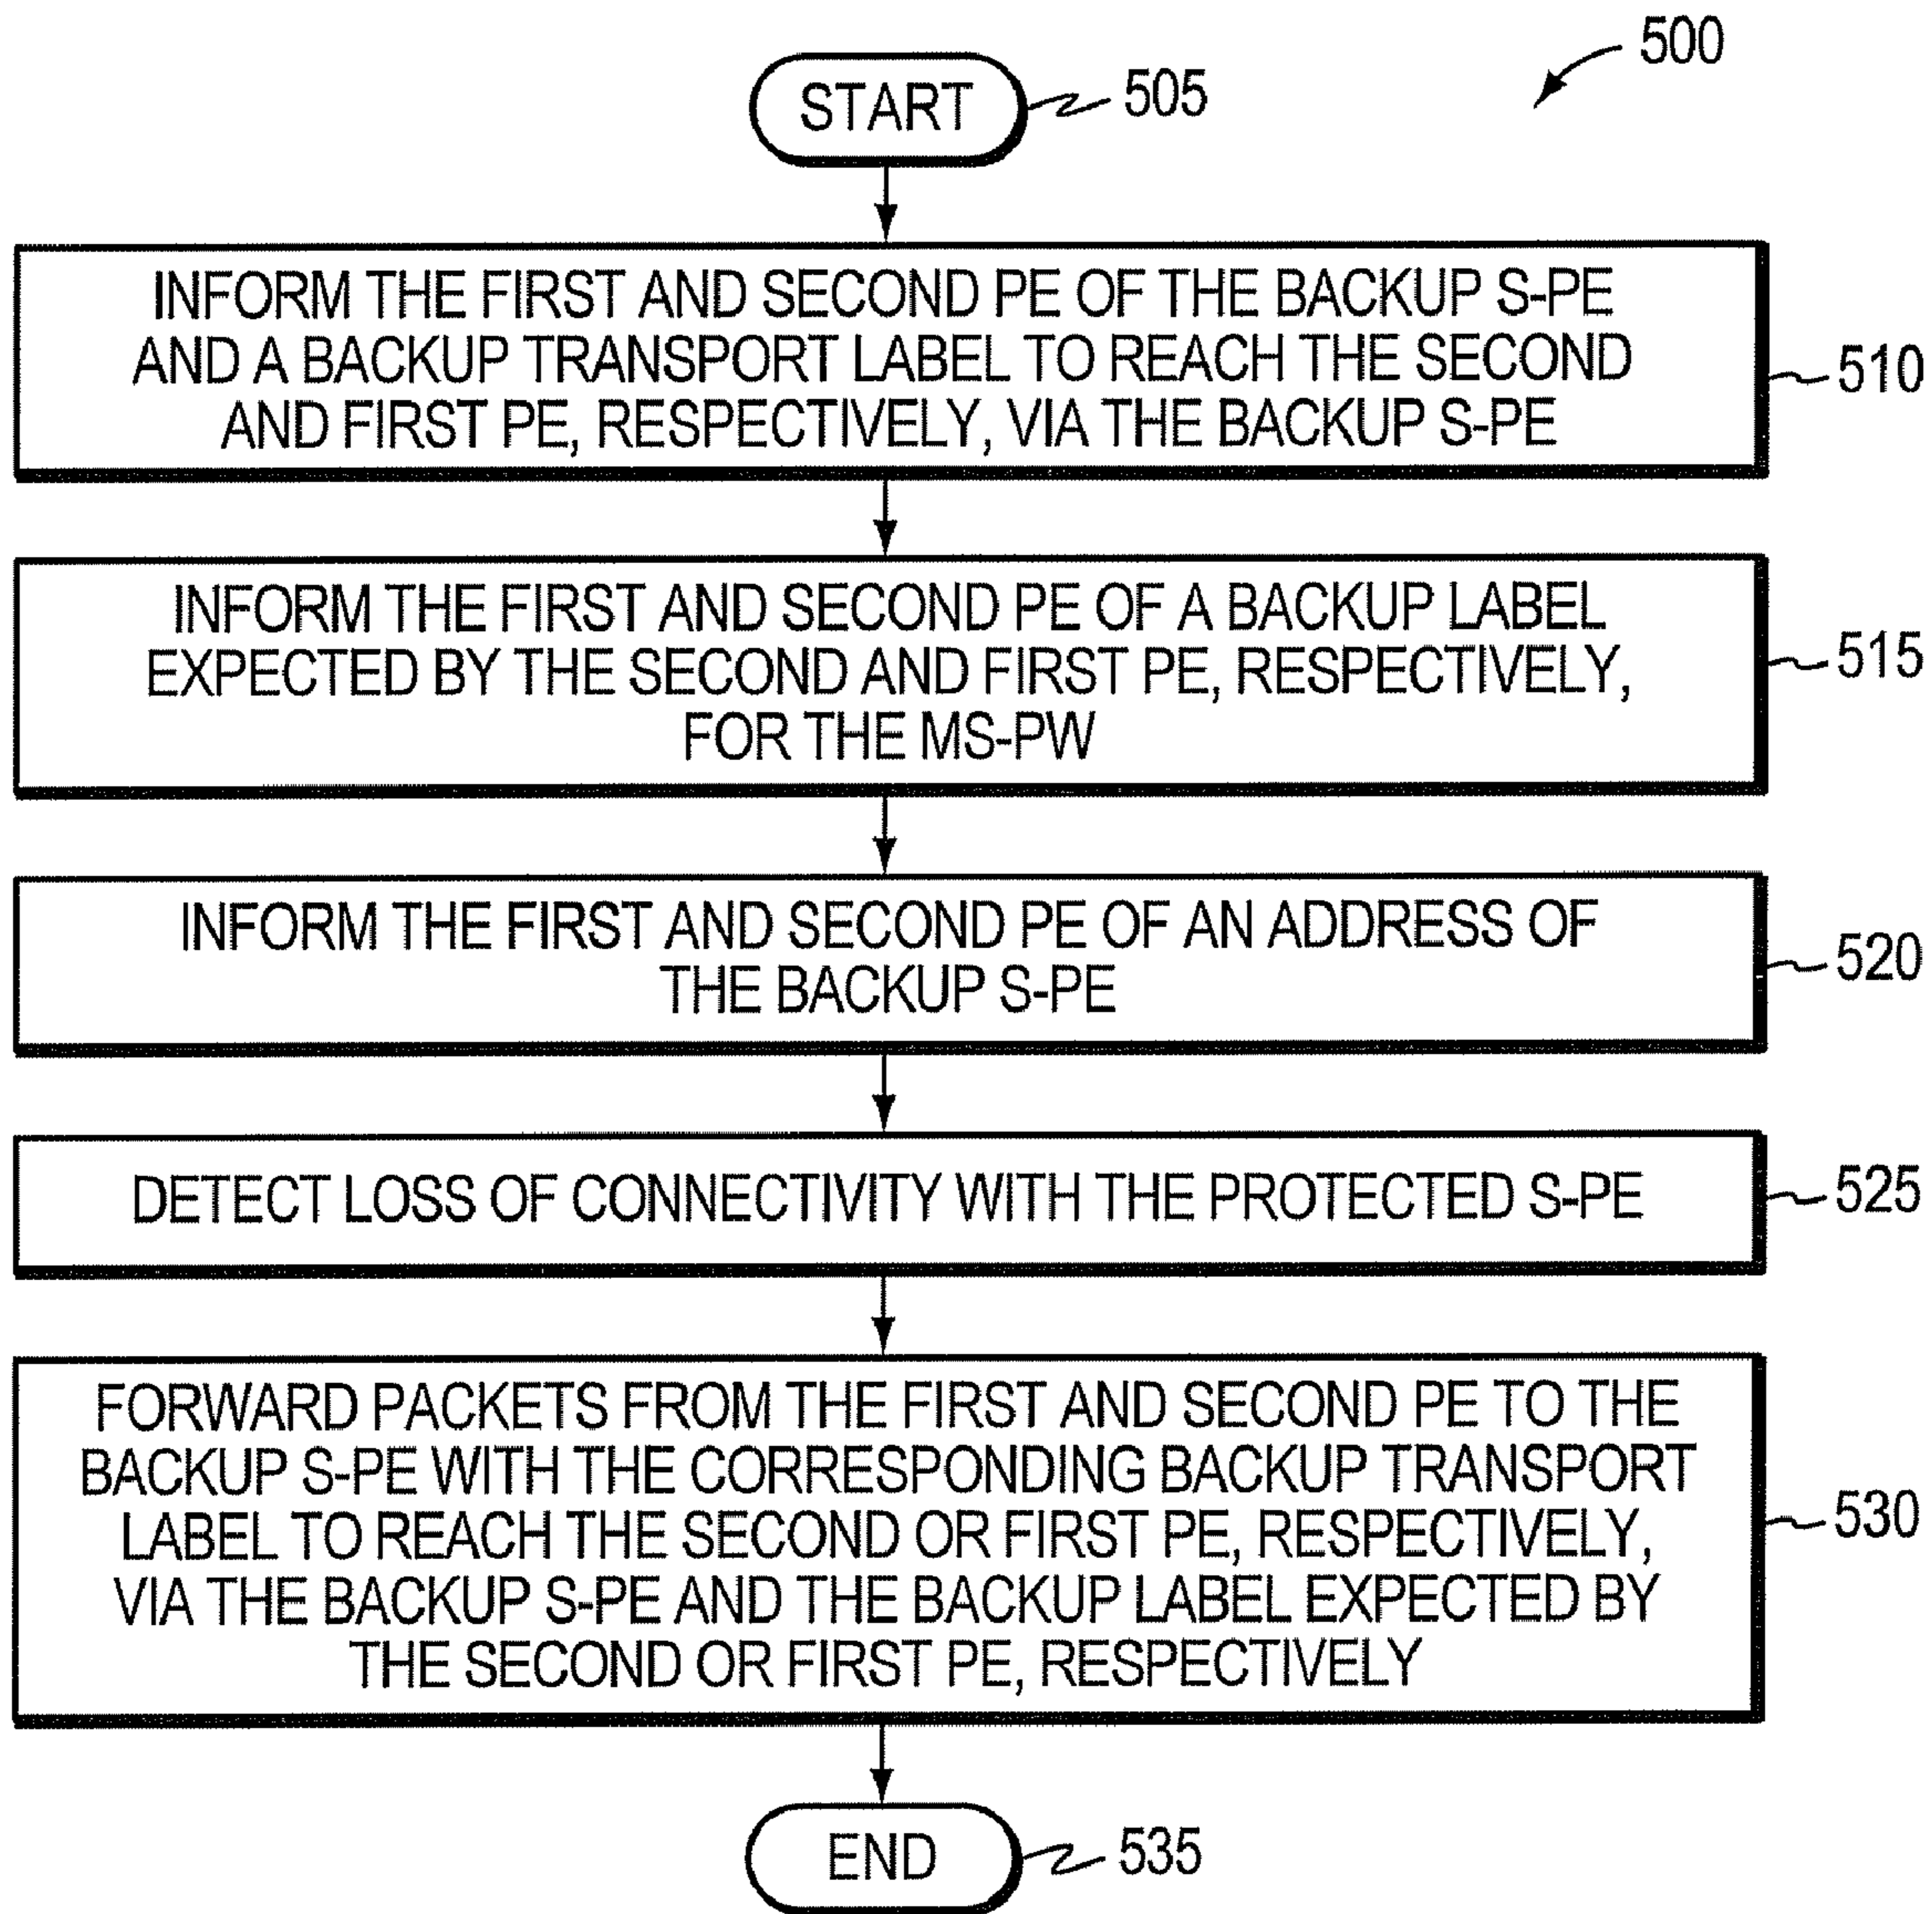 500
START
505
INFORM THE FIRST AND SECOND PE OF THE BACKUP S-PE
AND A BACKUP TRANSPORT LABEL TO REACH THE SECOND
AND FIRST PE, RESPECTIVELY, VIA THE BACKUP S-PE
510
INFORM THE FIRST AND SECOND PE OF A BACKUP LABEL
EXPECTED BY THE SECOND AND FIRST PE, RESPECTIVELY,
FOR THE MS-PW
515
INFORM THE FIRST AND SECOND PE OF AN ADDRESS OF
THE BACKUP S-PE
520
DETECT LOSS OF CONNECTIVITY WITH THE PROTECTED S-PE
525
FORWARD PACKETS FROM THE FIRST AND SECOND PE TO THE
BACKUP S-PE WITH THE CORRESPONDING BACKUP TRANSPORT
LABEL TO REACH THE SECOND OR FIRST PE, RESPECTIVELY,
VIA THE BACKUP S-PE AND THE BACKUP LABEL EXPECTED BY
THE SECOND OR FIRST PE, RESPECTIVELY
530
END
535